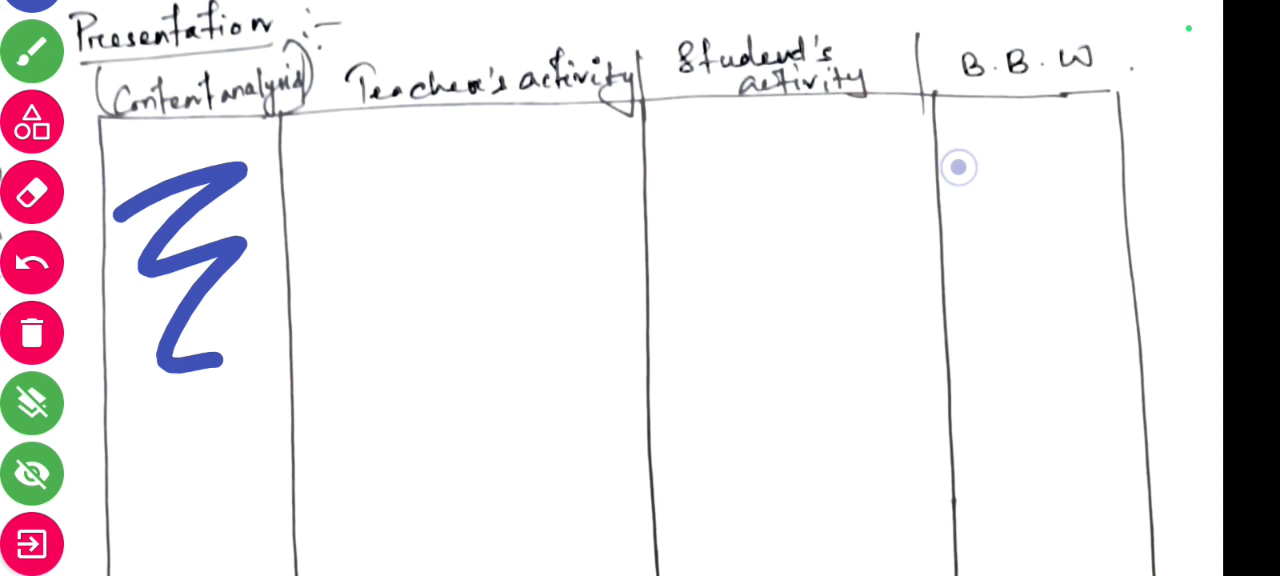 Presentation :-
(Content analysis)
Teacher's activity
Student's
activity
B.B.W.